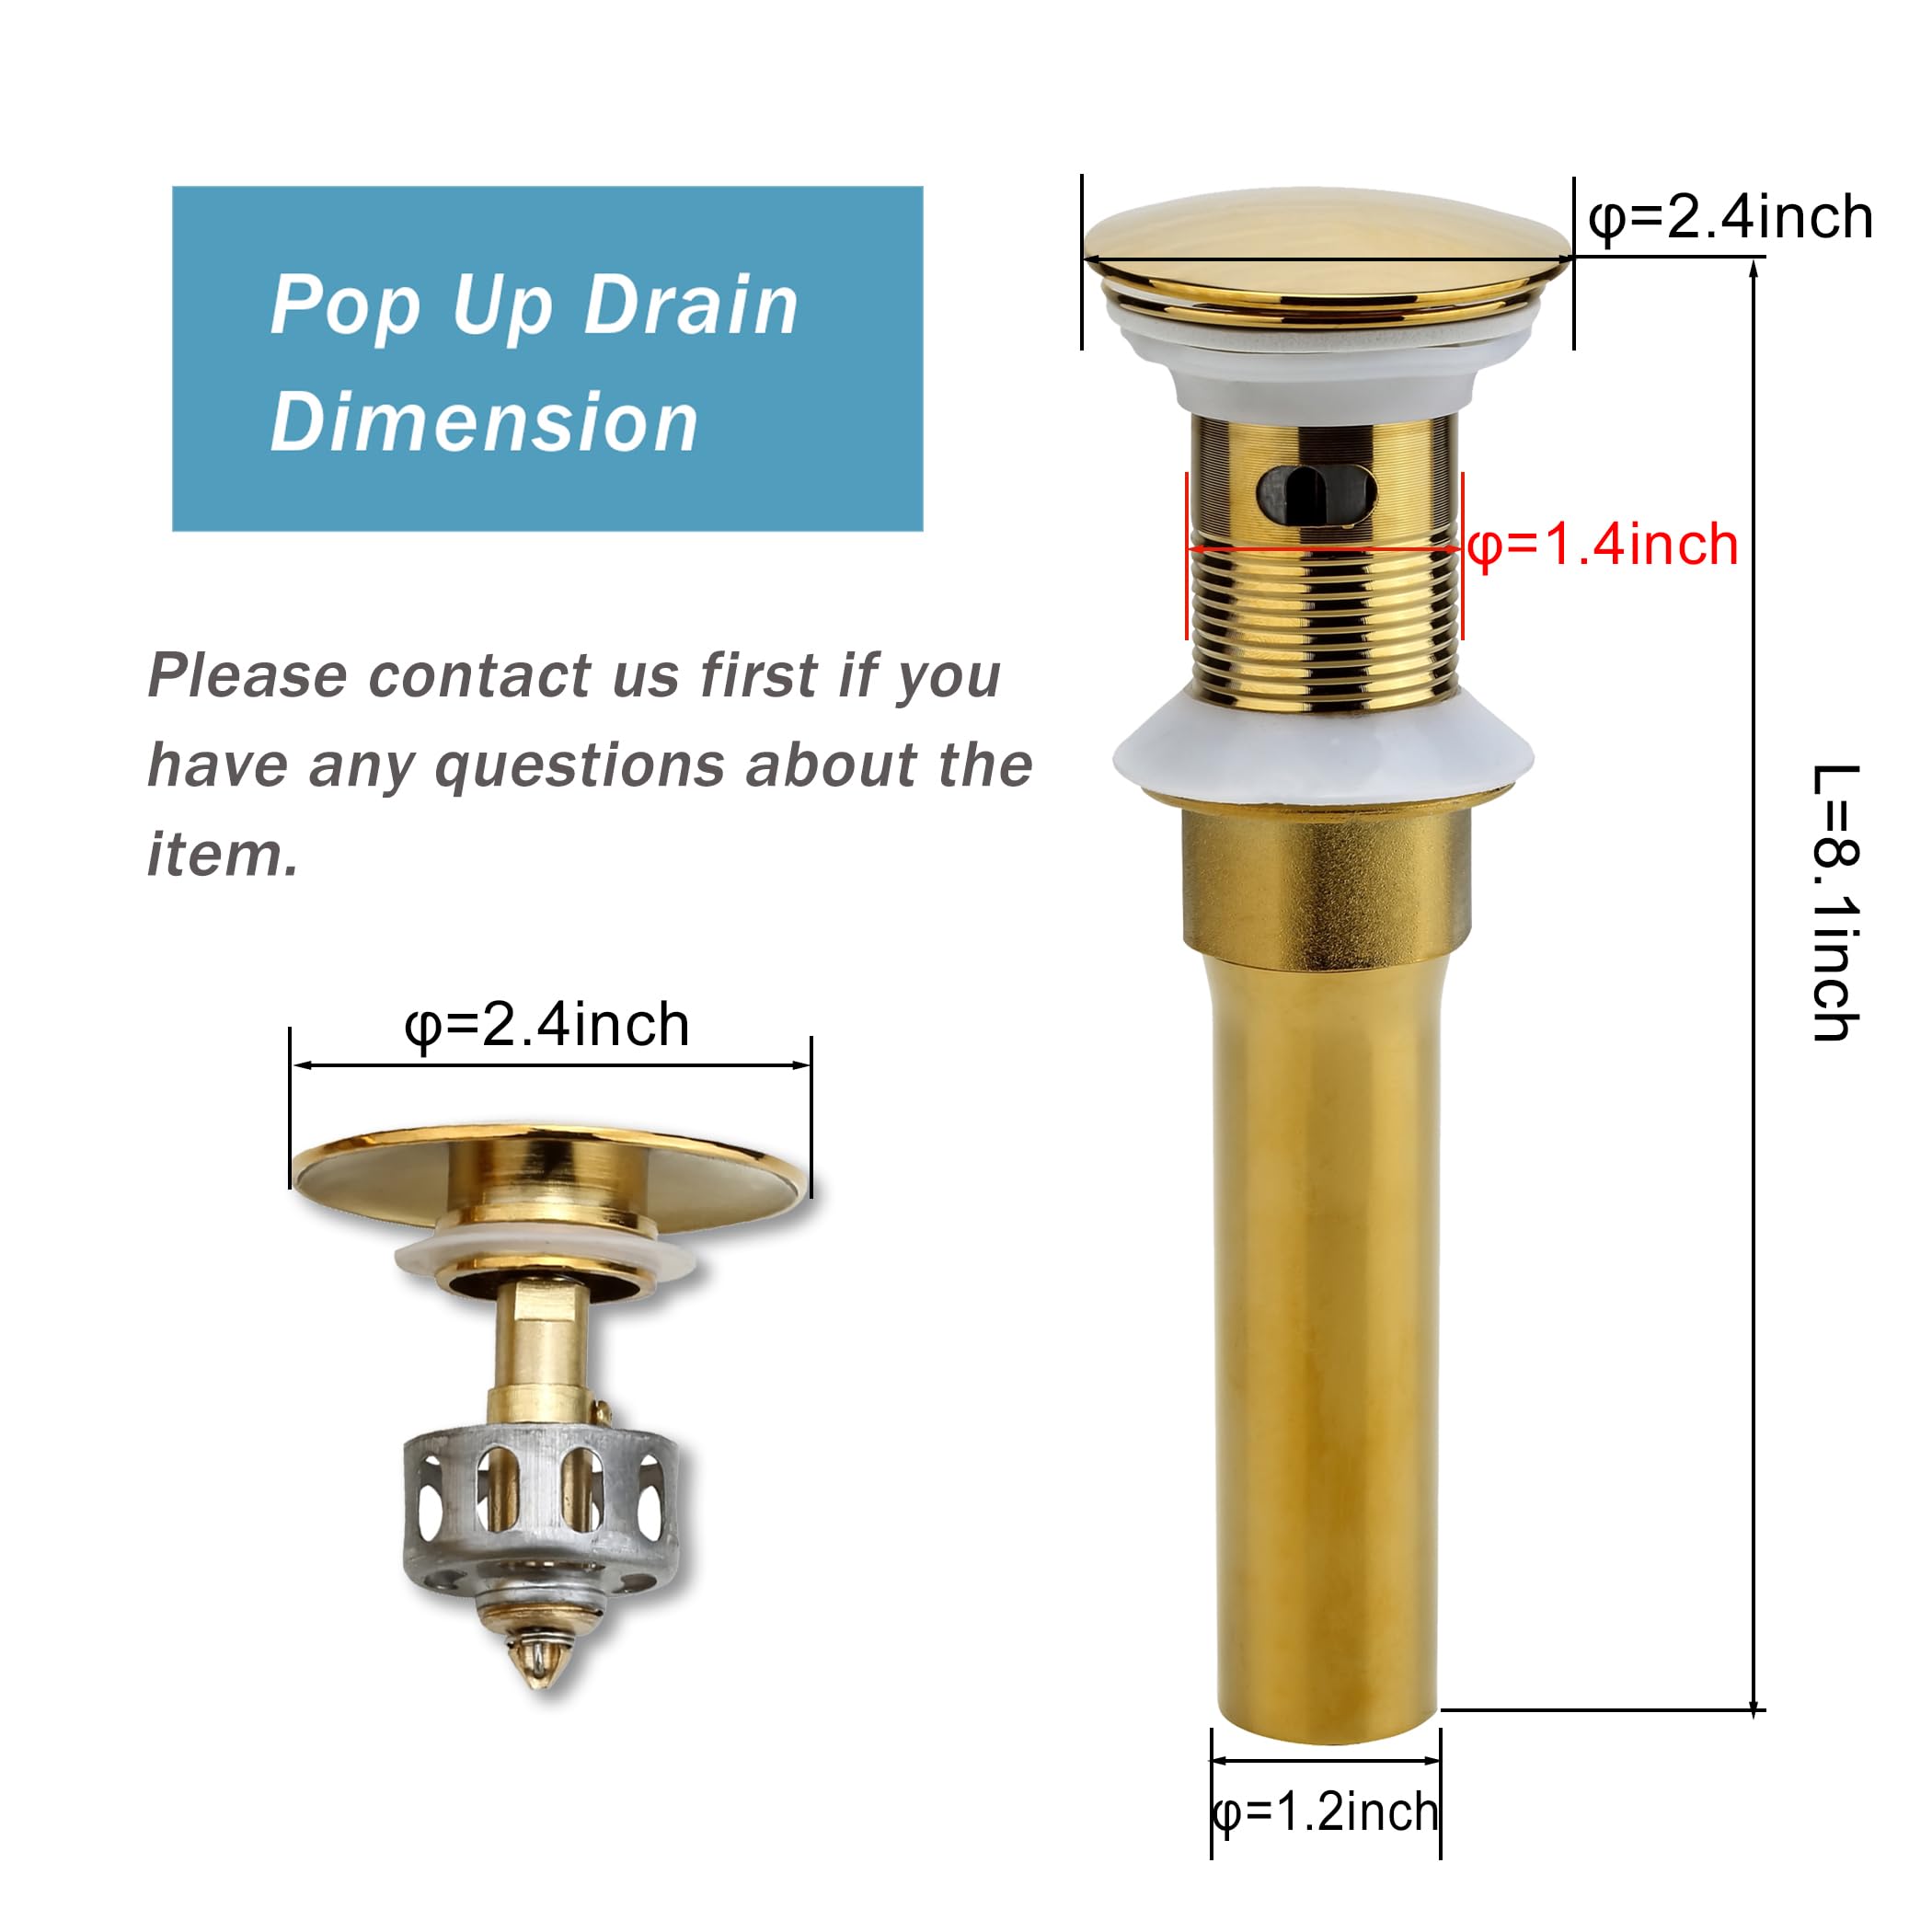 Pop Up Drain
Dimension
Please contact us first if you
have any questions about the
item.
φ=2.4inch
φ=2.4inch
φ=1.4inch
L=8.1inch
φ=1.2inch